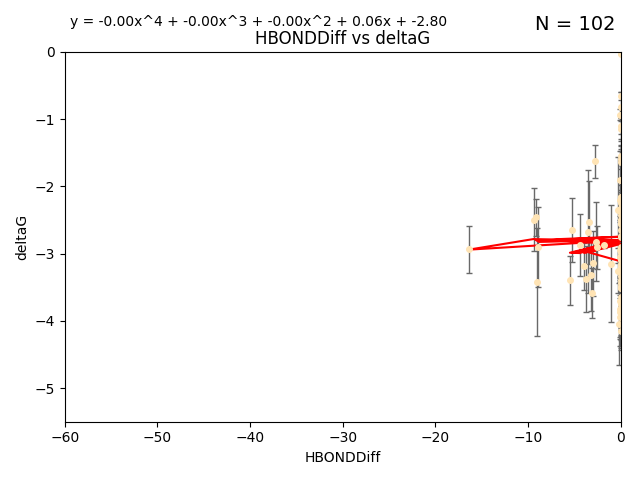 y = -0.00x^4 + -0.00x^3 + -0.00x^2 + 0.06x + -2.80
N = 102
HBONDDiff vs deltaG
0
−1
−2
−3
−4
−5
deltaG
−60 −50 −40 −30 −20 −10 0
HBONDDiff